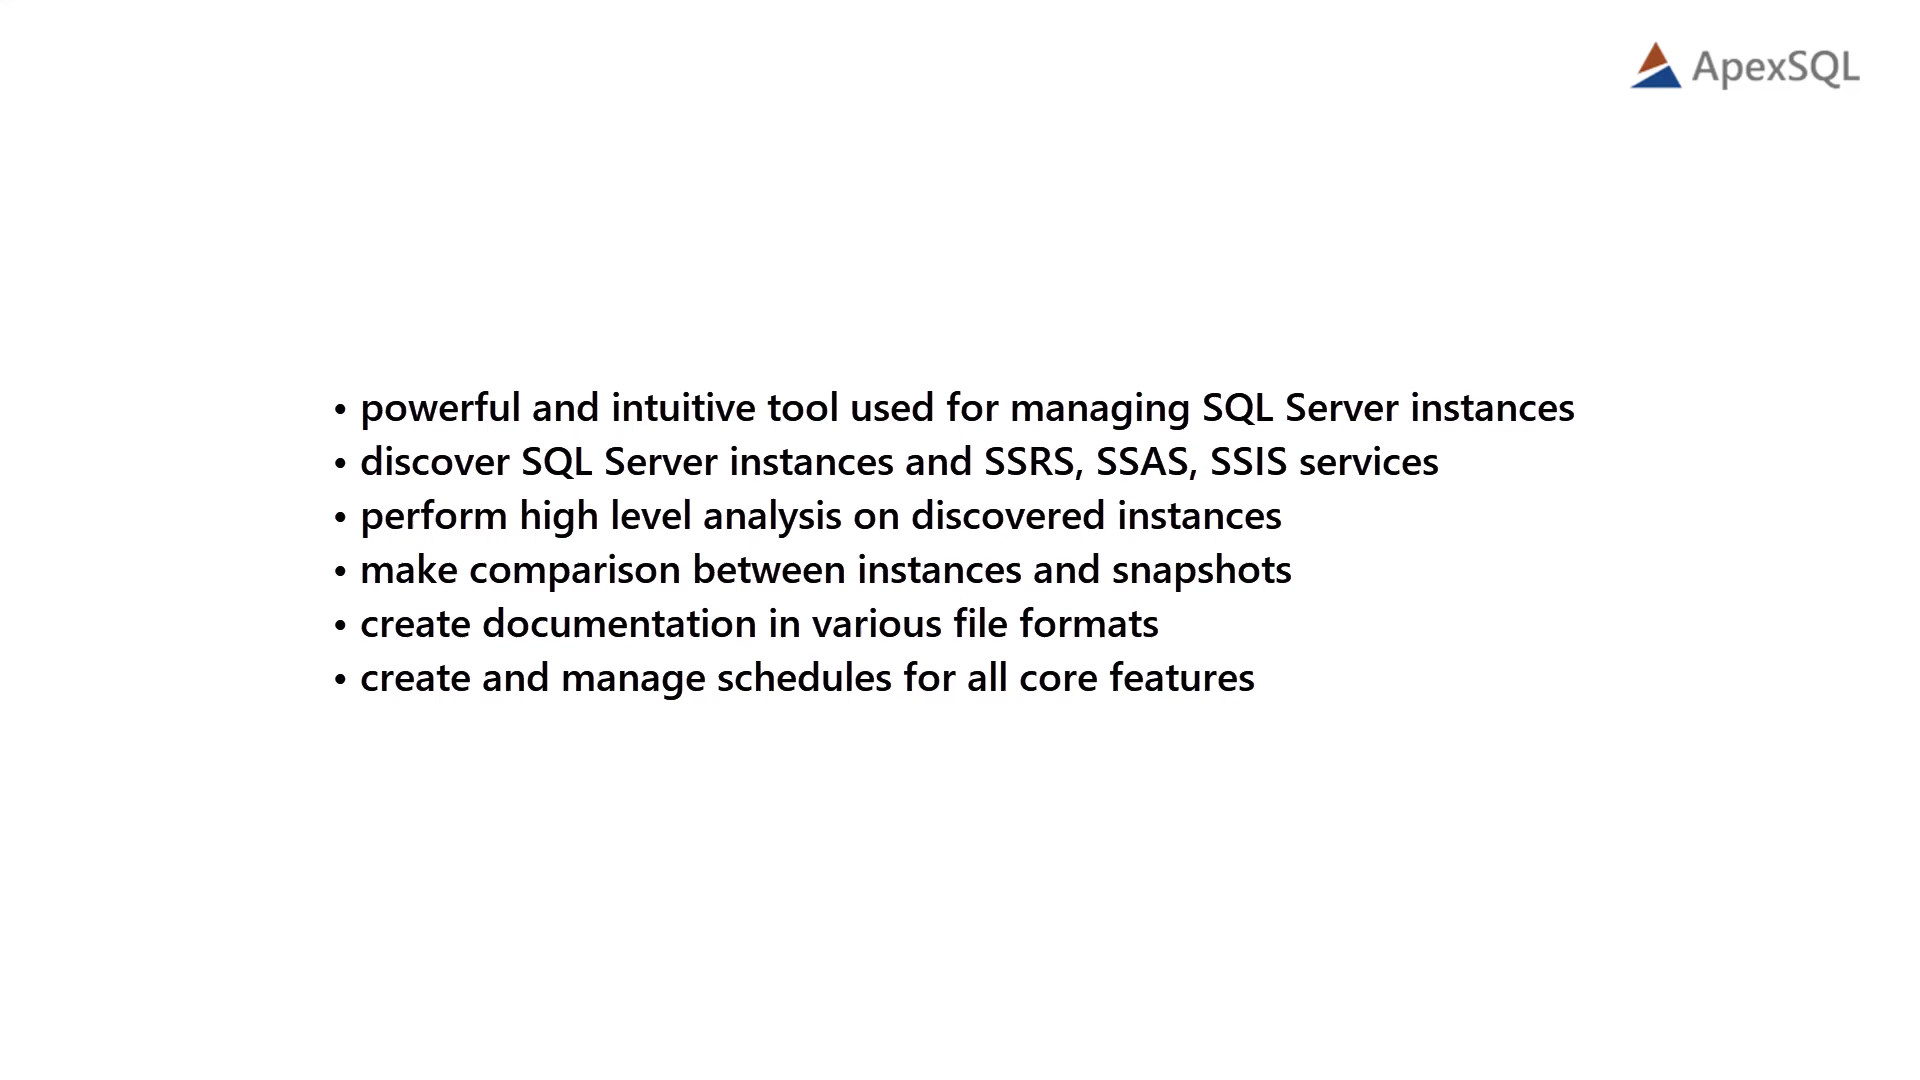 ApexSQL
• powerful and intuitive tool used for managing SQL Server instances
• discover SQL Server instances and SSRS, SSAS, SSIS services
• perform high level analysis on discovered instances
• make comparison between instances and snapshots
• create documentation in various file formats
• create and manage schedules for all core features